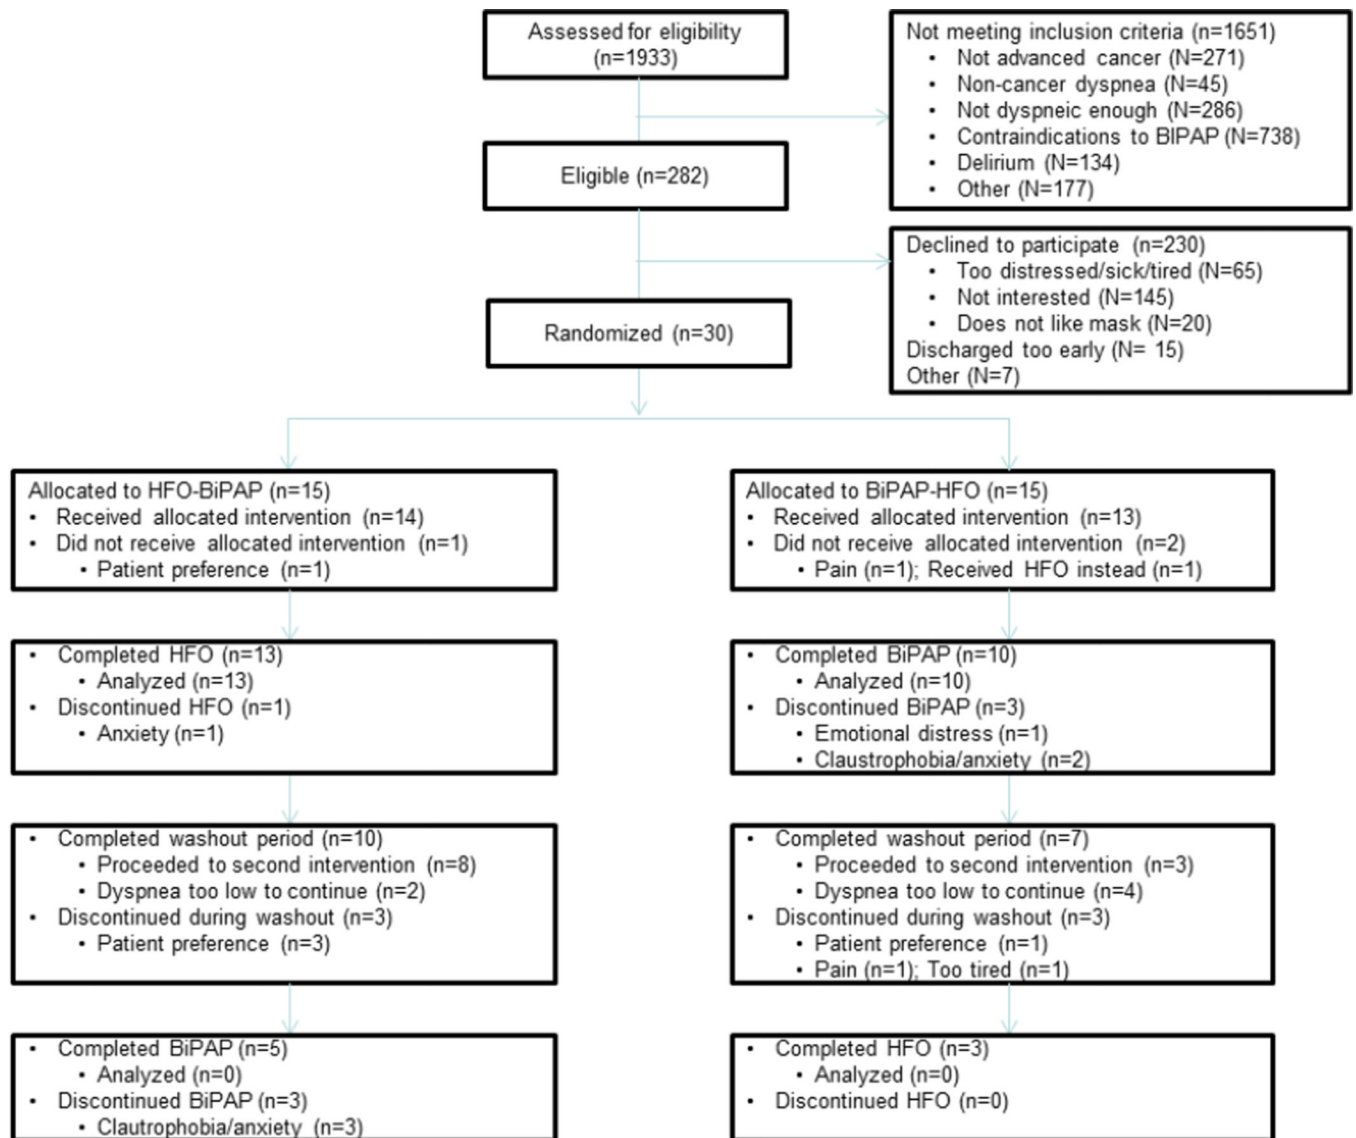 Assessed for eligibility
(n=1933)
Not meeting inclusion criteria (n=1651)
• Not advanced cancer (N=271)
• Non-cancer dyspnea (N=45)
• Not dyspneic enough (N=286)
• Contraindications to BIPAP (N=738)
• Delirium (N=134)
• Other (N=177)
Eligible (n=282)
Declined to participate (n=230)
• Too distressed/sick/tired (N=65)
• Not interested (N=145)
• Does not like mask (N=20)
Discharged too early (N= 15)
Other (N=7)
Randomized (n=30)
Allocated to HFO-BiPAP (n=15)
• Received allocated intervention (n=14)
• Did not receive allocated intervention (n=1)
• Patient preference (n=1)
Allocated to BiPAP-HFO (n=15)
• Received allocated intervention (n=13)
• Did not receive allocated intervention (n=2)
• Pain (n=1); Received HFO instead (n=1)
• Completed HFO (n=13)
• Analyzed (n=13)
• Discontinued HFO (n=1)
• Anxiety (n=1)
• Completed BiPAP (n=10)
• Analyzed (n=10)
• Discontinued BiPAP (n=3)
• Emotional distress (n=1)
• Claustrophobia/anxiety (n=2)
• Completed washout period (n=10)
• Proceeded to second intervention (n=8)
• Dyspnea too low to continue (n=2)
• Discontinued during washout (n=3)
• Patient preference (n=3)
• Completed washout period (n=7)
• Proceeded to second intervention (n=3)
• Dyspnea too low to continue (n=4)
• Discontinued during washout (n=3)
• Patient preference (n=1)
• Pain (n=1); Too tired (n=1)
• Completed BiPAP (n=5)
• Analyzed (n=0)
• Discontinued BiPAP (n=3)
• Clautrophobia/anxiety (n=3)
• Completed HFO (n=3)
• Analyzed (n=0)
• Discontinued HFO (n=0)